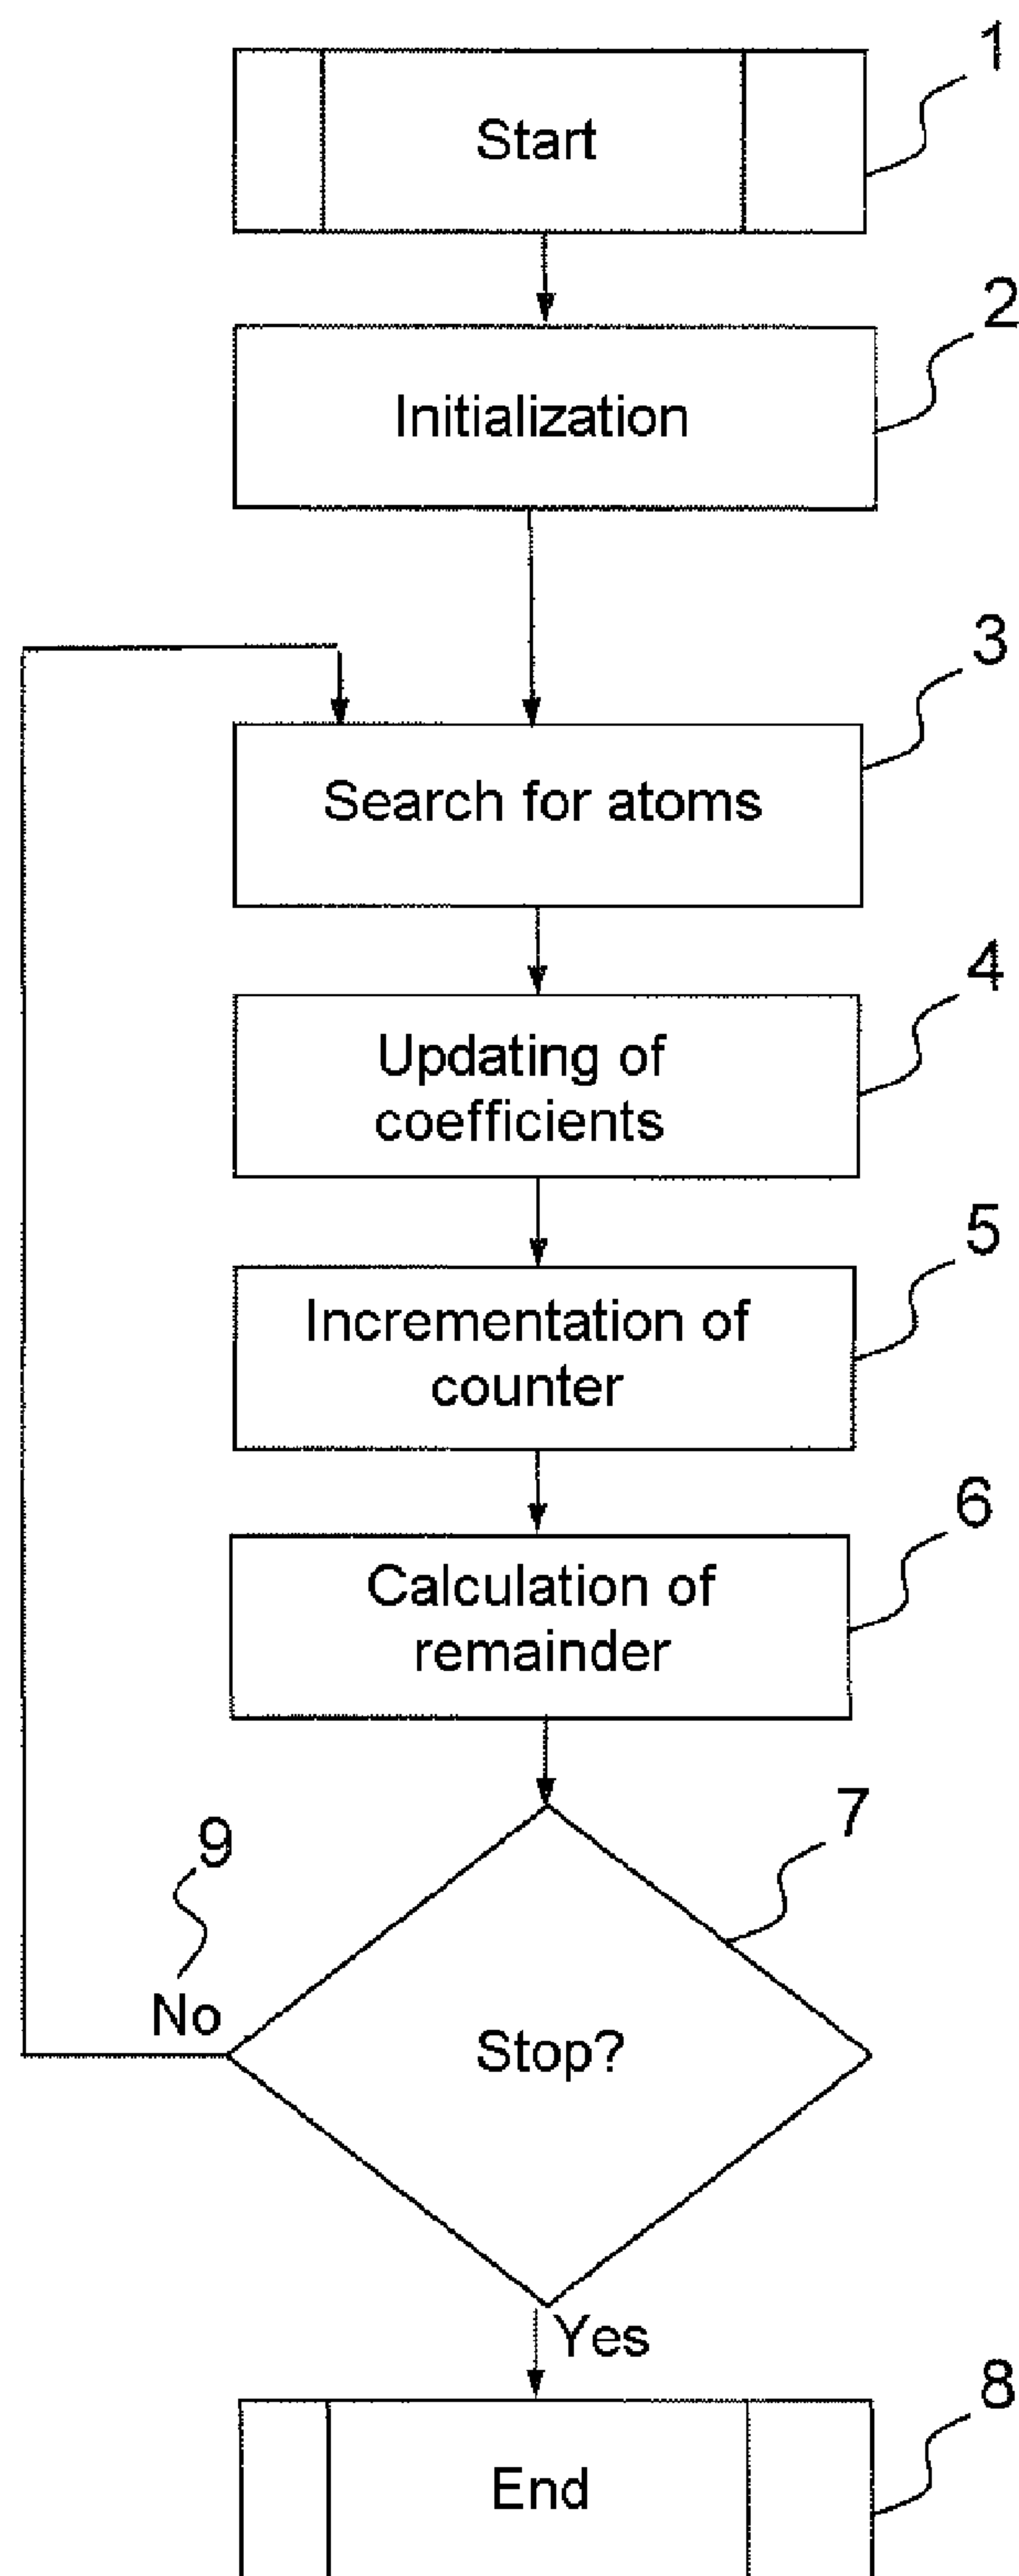 1
Start
2
Initialization
3
Search for atoms
4
Updating of
coefficients
5
Incrementation of
counter
6
Calculation of
remainder
7
9
No
Stop?
Yes
8
End